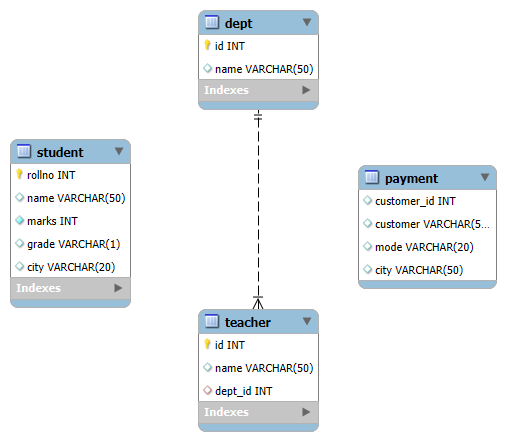 dept
id INT
name VARCHAR(50)
Indexes
student
rollno INT
name VARCHAR(50)
marks INT
grade VARCHAR(1)
city VARCHAR(20)
Indexes
payment
customer_id INT
customer VARCHAR(5...
mode VARCHAR(20)
city VARCHAR(50)
teacher
id INT
name VARCHAR(50)
dept_id INT
Indexes